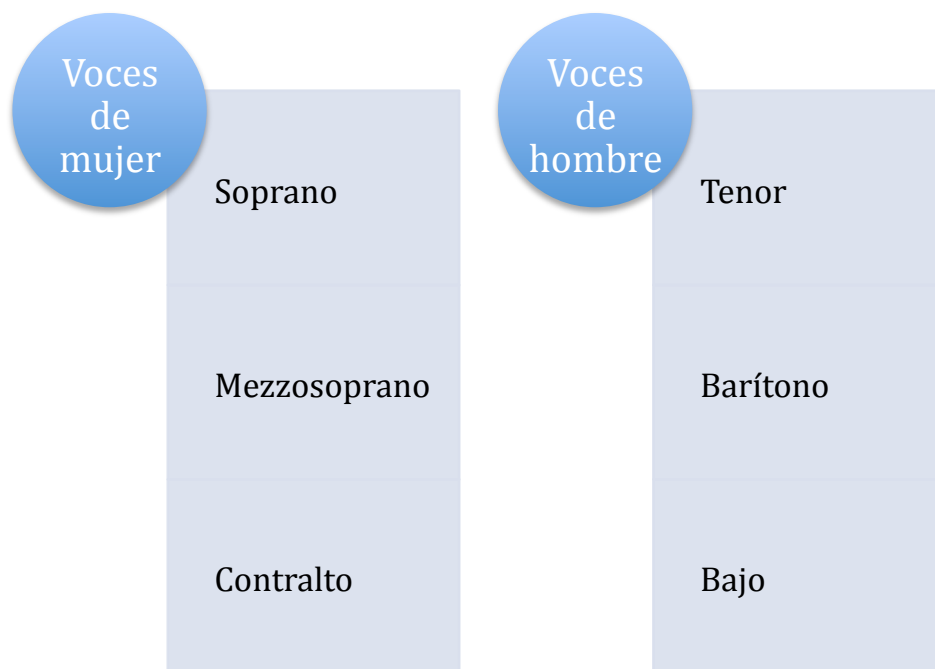 Voces
de
mujer
Soprano
Mezzosoprano
Contralto
Voces
de
hombre
Tenor
Barítono
Bajo